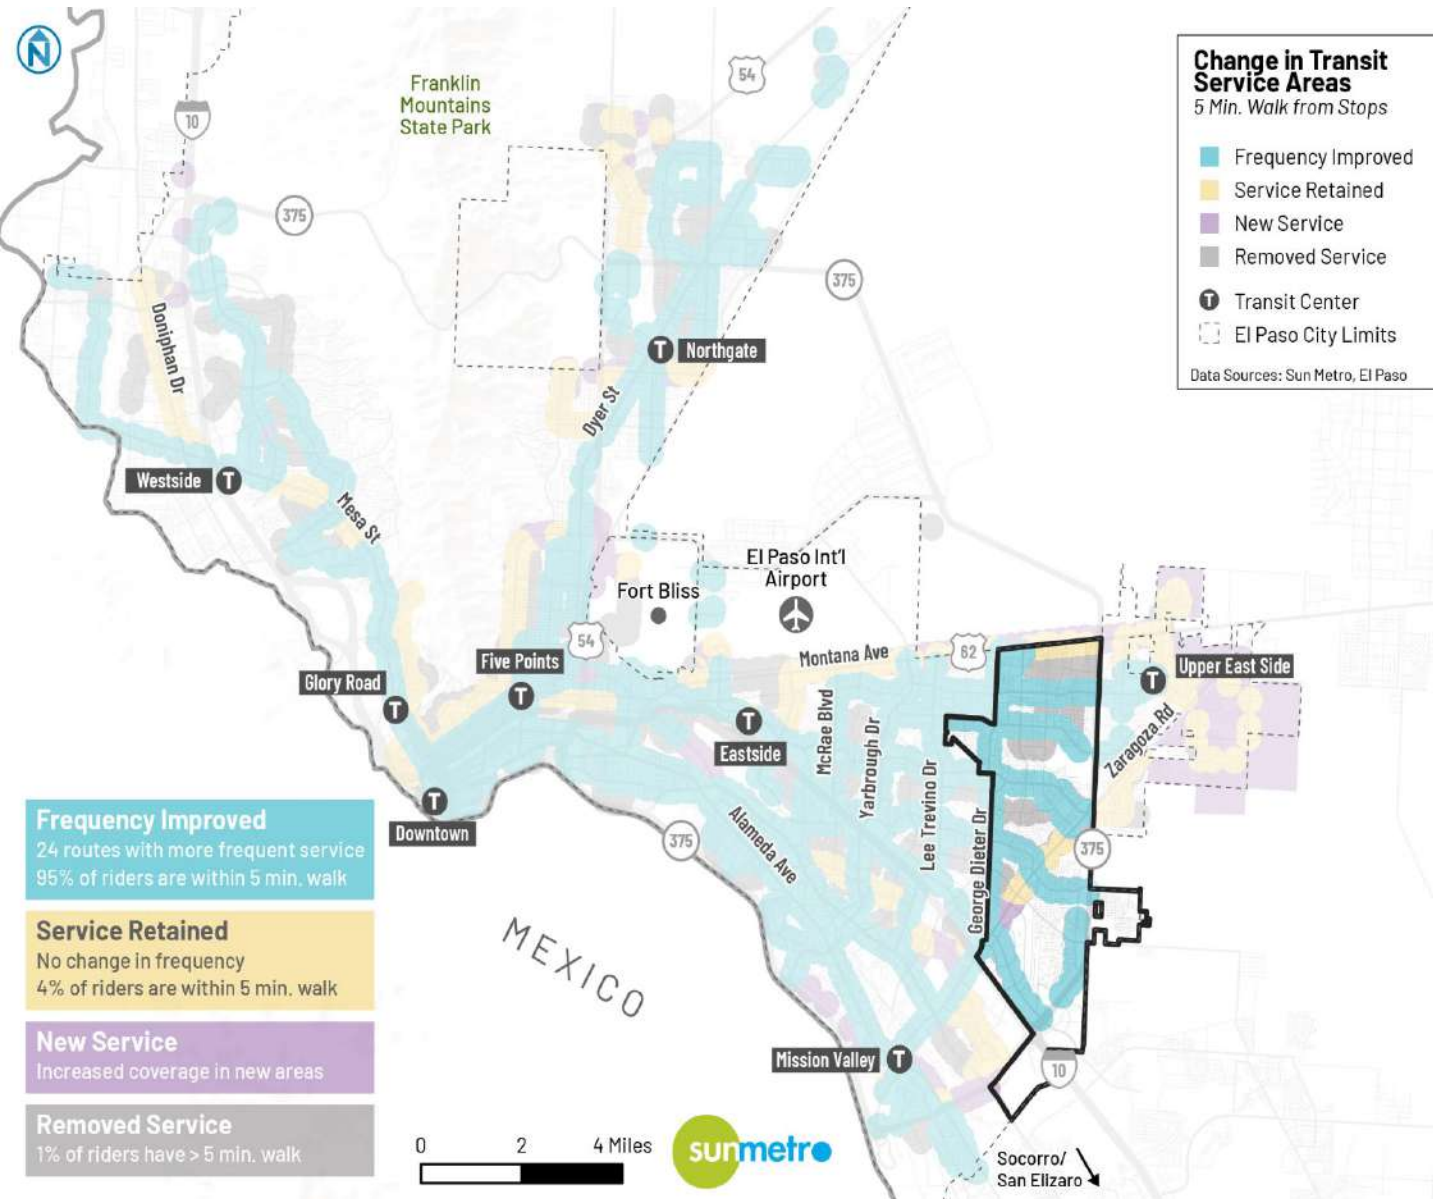 N
Franklin
Mountains
State Park
54
10
375
375
Doniphan Dr
Northgate
Dyer St
Westside
Mesa St
El Paso Int'l
Airport
Fort Bliss
54
Five Points
Montana Ave
62
Upper East Side
Glory Road
McRae Blvd
Eastside
Yarbrough Dr
Zaragoza Rd
Lee Trevino Dr
George Dieter Dr
Downtown
375
Alameda Ave
375
MEXICO
Mission Valley
10
Socorro/
San Elizaro
Change in Transit
Service Areas
5 Min. Walk from Stops
Frequency Improved
Service Retained
New Service
Removed Service
T Transit Center
El Paso City Limits
Data Sources: Sun Metro, El Paso
Frequency Improved
24 routes with more frequent service
95% of riders are within 5 min. walk
Service Retained
No change in frequency
4% of riders are within 5 min. walk
New Service
Increased coverage in new areas
Removed Service
1% of riders have > 5 min. walk
0 2 4 Miles
sunmetro